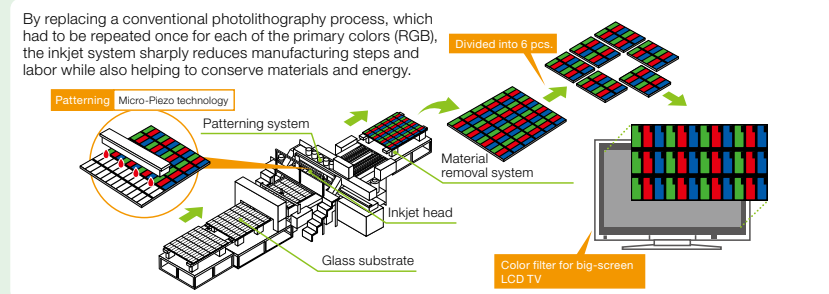 By replacing a conventional photolithography process, which
had to be repeated once for each of the primary colors (RGB),
the inkjet system sharply reduces manufacturing steps and
labor while also helping to conserve materials and energy.
Divided into 6 pcs.
Patterning Micro-Piezo technology
Patterning system
Material
removal system
Inkjet head
Glass substrate
Color filter for big-screen
LCD TV